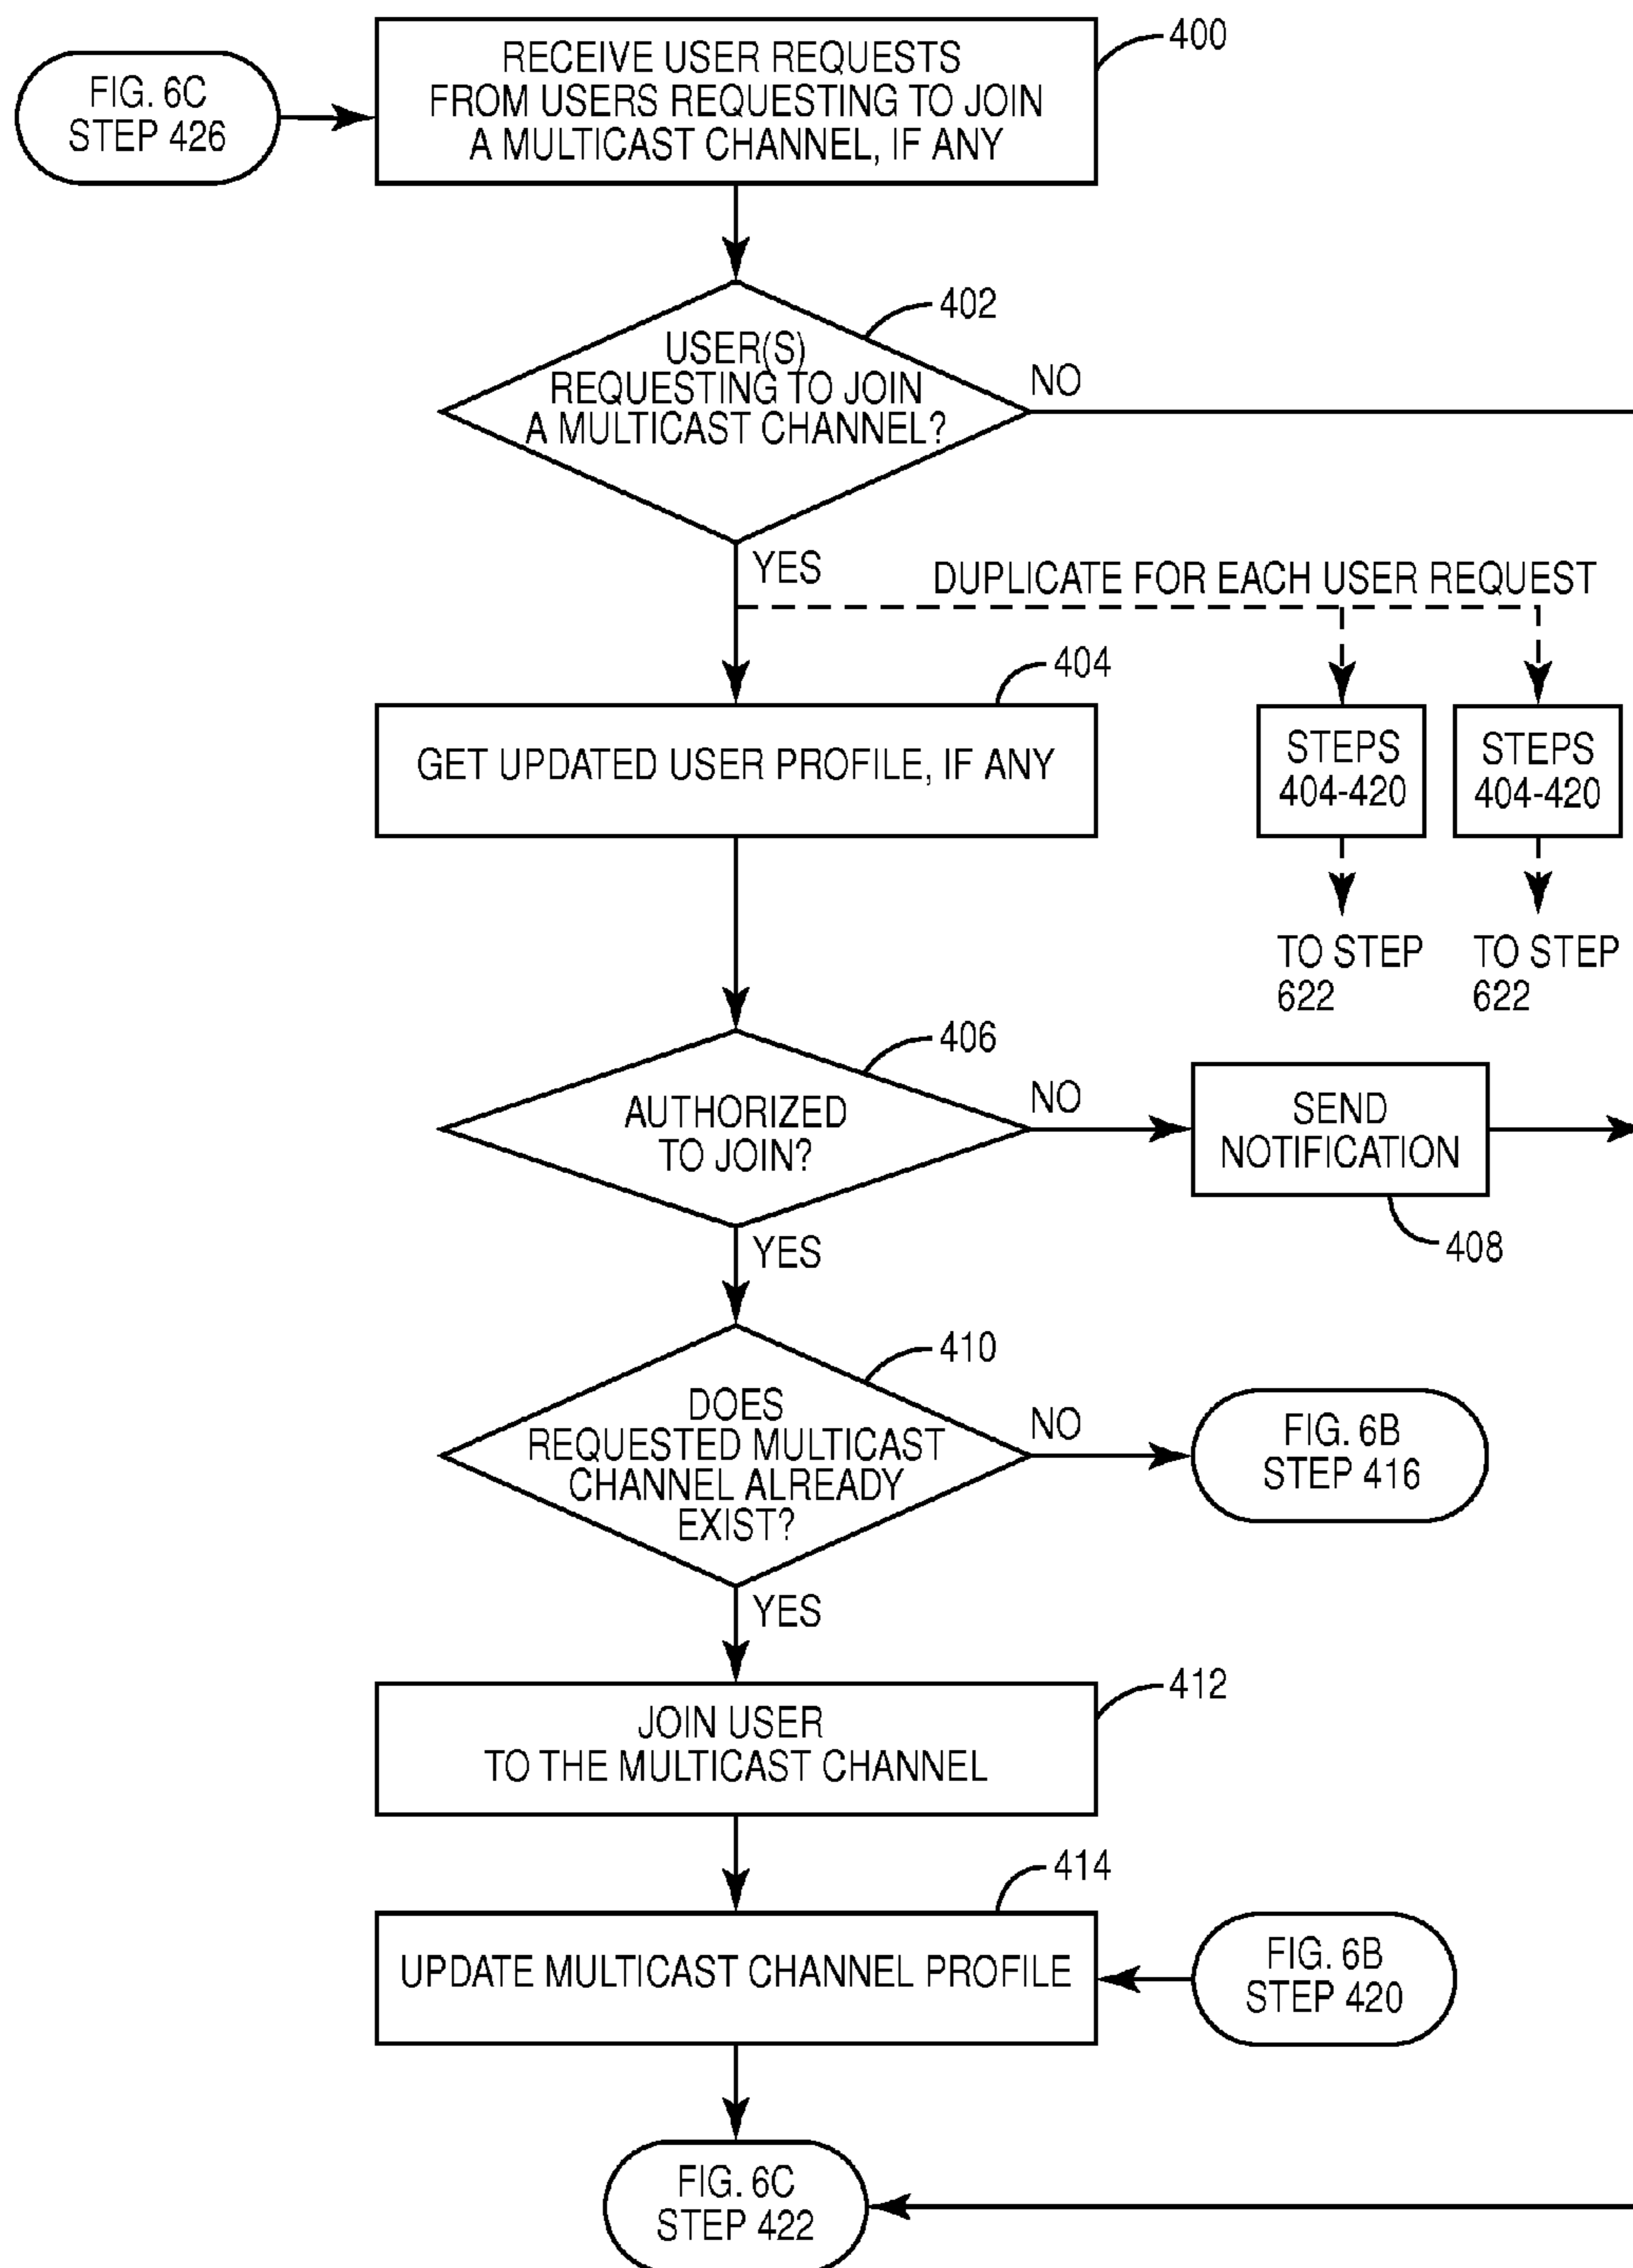 400
RECEIVE USER REQUESTS
FROM USERS REQUESTING TO JOIN
A MULTICAST CHANNEL, IF ANY
FIG. 6C
STEP 426
402
USER(S)
REQUESTING TO JOIN
A MULTICAST CHANNEL?
NO
YES
DUPLICATE FOR EACH USER REQUEST
404
GET UPDATED USER PROFILE, IF ANY
STEPS
404-420
STEPS
404-420
TO STEP
622
TO STEP
622
406
AUTHORIZED
TO JOIN?
NO
SEND
NOTIFICATION
408
YES
410
DOES
REQUESTED MULTICAST
CHANNEL ALREADY
EXIST?
NO
FIG. 6B
STEP 416
YES
412
JOIN USER
TO THE MULTICAST CHANNEL
414
UPDATE MULTICAST CHANNEL PROFILE
FIG. 6B
STEP 420
FIG. 6C
STEP 422